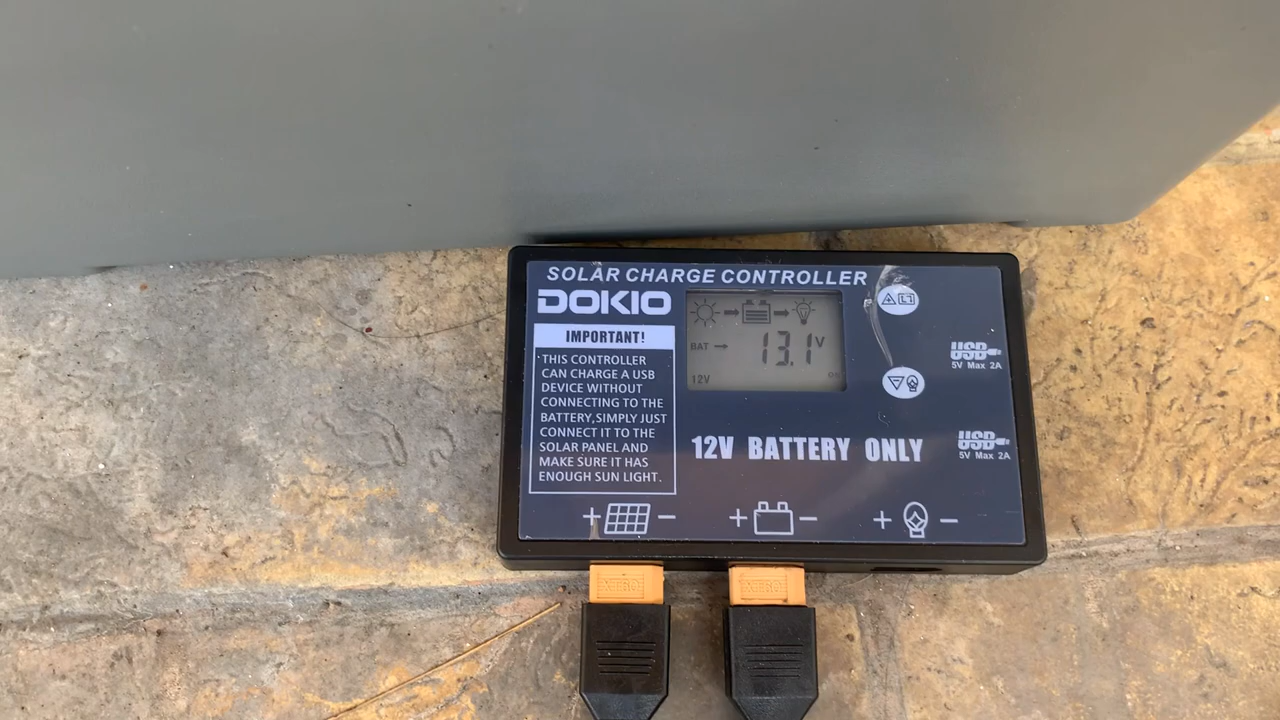 SOLAR CHARGE CONTROLLER
DOKIO
IMPORTANT!
THIS CONTROLLER
CAN CHARGE A USB
DEVICE WITHOUT
CONNECTING TO THE
BATTERY,SIMPLY JUST
CONNECT IT TO THE
SOLAR PANEL AND
MAKE SURE IT HAS
ENOUGH SUN LIGHT.
BAT
13.1V
12V
USB
5V Max 2A
12V BATTERY ONLY
USB
5V Max 2A
+ −
+ −
+ −